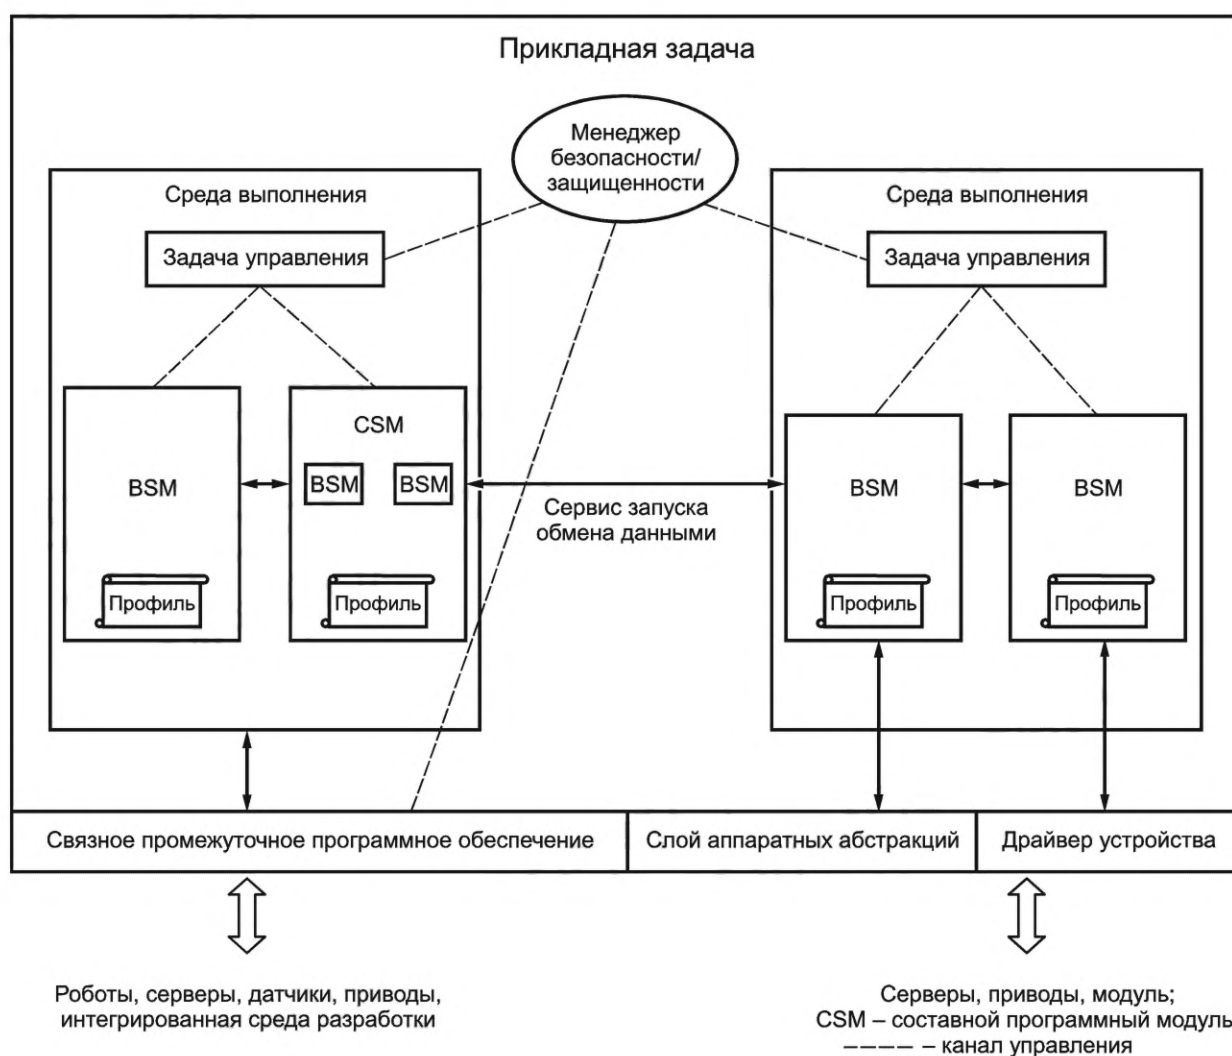 Прикладная задача
Менеджер
безопасности/
защищенности
Среда выполнения
Задача управления
BSM
Профиль
CSM
BSM
BSM
Профиль
Сервис запуска
обмена данными
Среда выполнения
Задача управления
BSM
Профиль
BSM
Профиль
Связное промежуточное программное обеспечение
Слой аппаратных абстракций
Драйвер устройства
Роботы, серверы, датчики, приводы,
интегрированная среда разработки
Серверы, приводы, модуль;
CSM – составной программный модуль
– канал управления